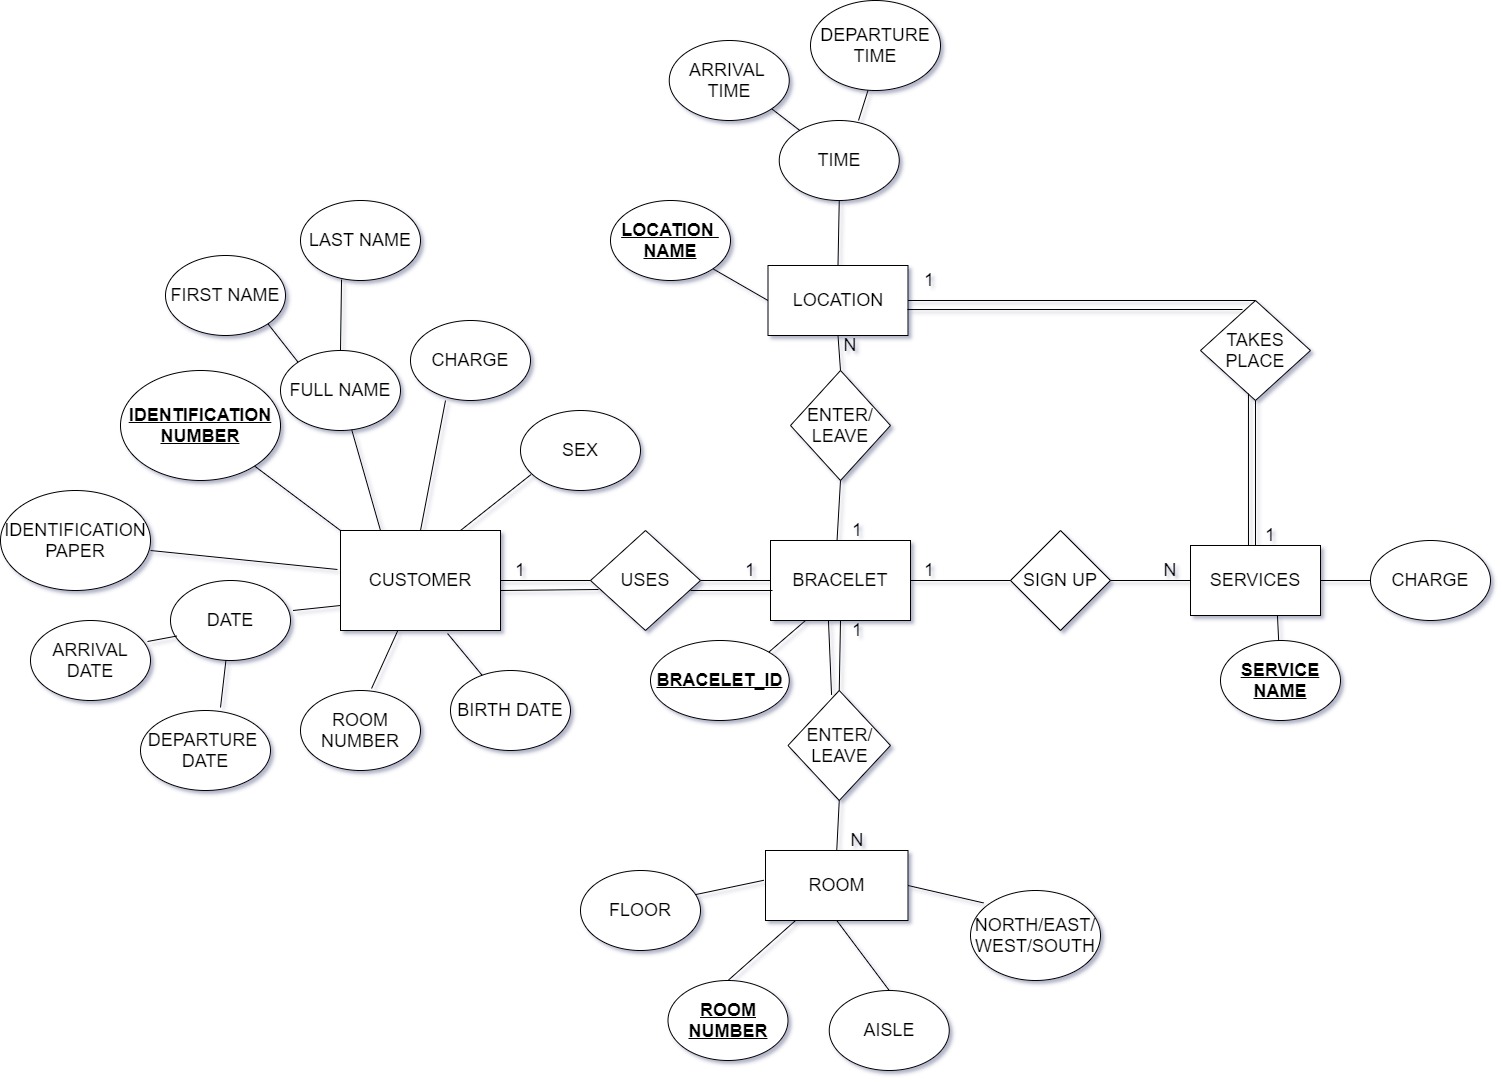 DEPARTURE
TIME
ARRIVAL
TIME
TIME
LOCATION
NAME
LAST NAME
FIRST NAME
LOCATION
1
N
TAKES
PLACE
CHARGE
FULL NAME
IDENTIFICATION
NUMBER
ENTER/
LEAVE
SEX
IDENTIFICATION
PAPER
1
1
CUSTOMER
1
USES
1
BRACELET
1
SIGN UP
N
SERVICES
CHARGE
DATE
ARRIVAL
DATE
1
BRACELET_ID
SERVICE
NAME
BIRTH DATE
ROOM
NUMBER
DEPARTURE
DATE
ENTER/
LEAVE
N
ROOM
FLOOR
NORTH/EAST/
WEST/SOUTH
ROOM
NUMBER
AISLE